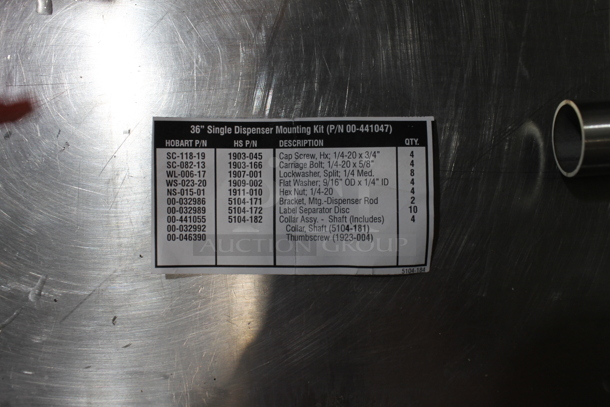 36" Single Dispenser Mounting Kit (P/N 00-441047)
HOBART P/N HS P/N DESCRIPTION QTY.
SC-118-19 1903-045 Cap Screw, Hx; 1/4-20 x 3/4" 4
SC-082-13 1903-166 Carriage Bolt; 1/4-20 x 5/8" 4
WL-006-17 1907-001 Lockwasher, Split; 1/4 Med. 8
WS-023-20 1909-002 Flat Washer; 9/16" OD x 1/4" ID 4
NS-015-01 1911-010 Hex Nut; 1/4-20 4
00-032986 5104-171 Bracket, Mtg.-Dispenser Rod 2
00-032989 5104-172 Label Separator Disc 10
00-441055 5104-182 Collar Assy. - Shaft (Includes) 4
00-032992 Collar, Shaft (5104-181)
00-046390 Thumbscrew (1923-004)
5104-184
AUCTION GROUP